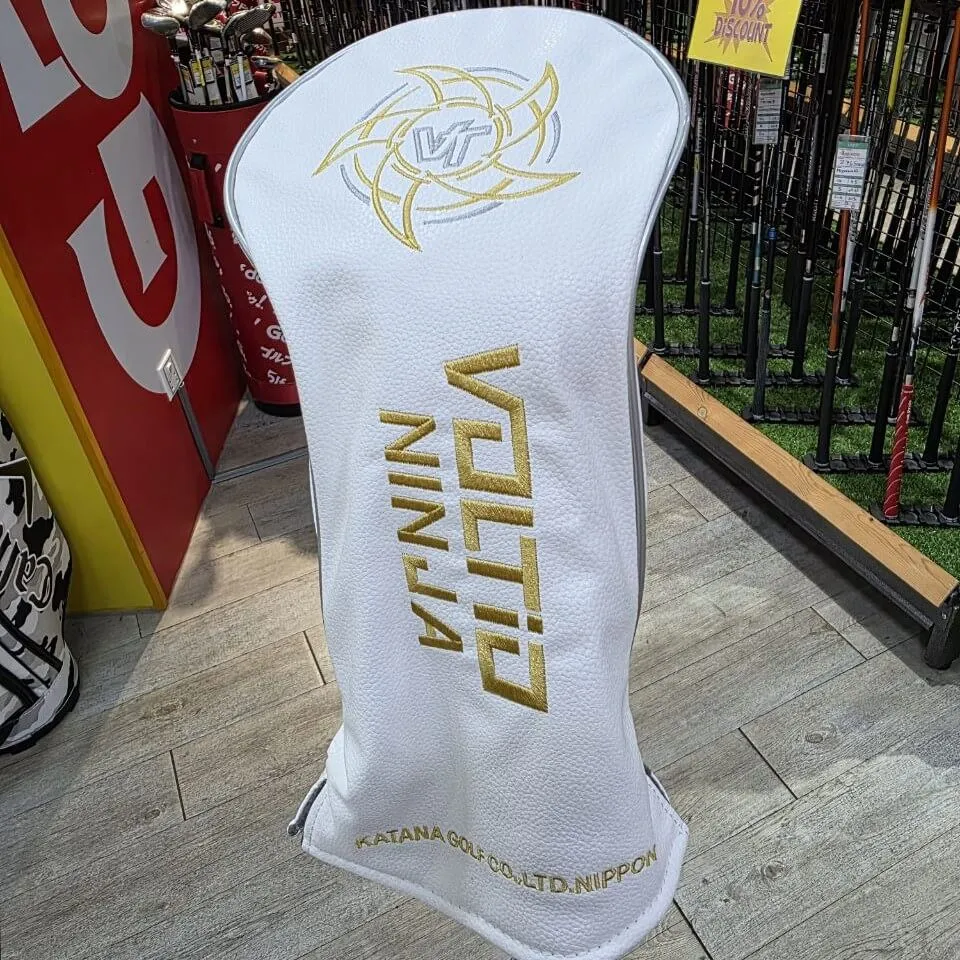 VT
VOLTIO
NINJA
KATANA GOLF CO.,LTD.NIPPON
10%
DISCOUNT